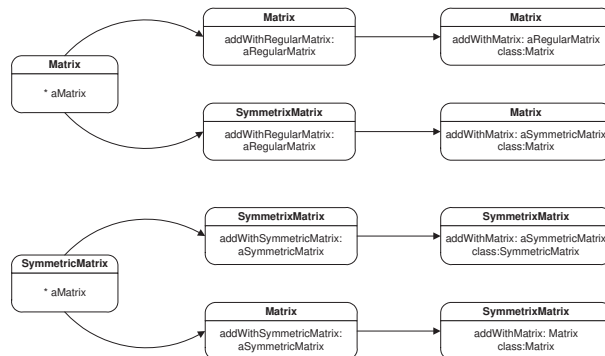 Matrix
* aMatrix
Matrix
addWithRegularMatrix:
aRegularMatrix
Matrix
addWithMatrix: aRegularMatrix
class:Matrix
SymmetrixMatrix
addWithRegularMatrix:
aRegularMatrix
Matrix
addWithMatrix: aSymmetricMatrix
class:Matrix
SymmetricMatrix
* aMatrix
SymmetrixMatrix
addWithSymmetricMatrix:
aSymmetricMatrix
SymmetrixMatrix
addWithMatrix: aSymmetricMatrix
class:SymmetricMatrix
Matrix
addWithSymmetricMatrix:
aSymmetricMatrix
SymmetrixMatrix
addWithMatrix: Matrix
class:Matrix